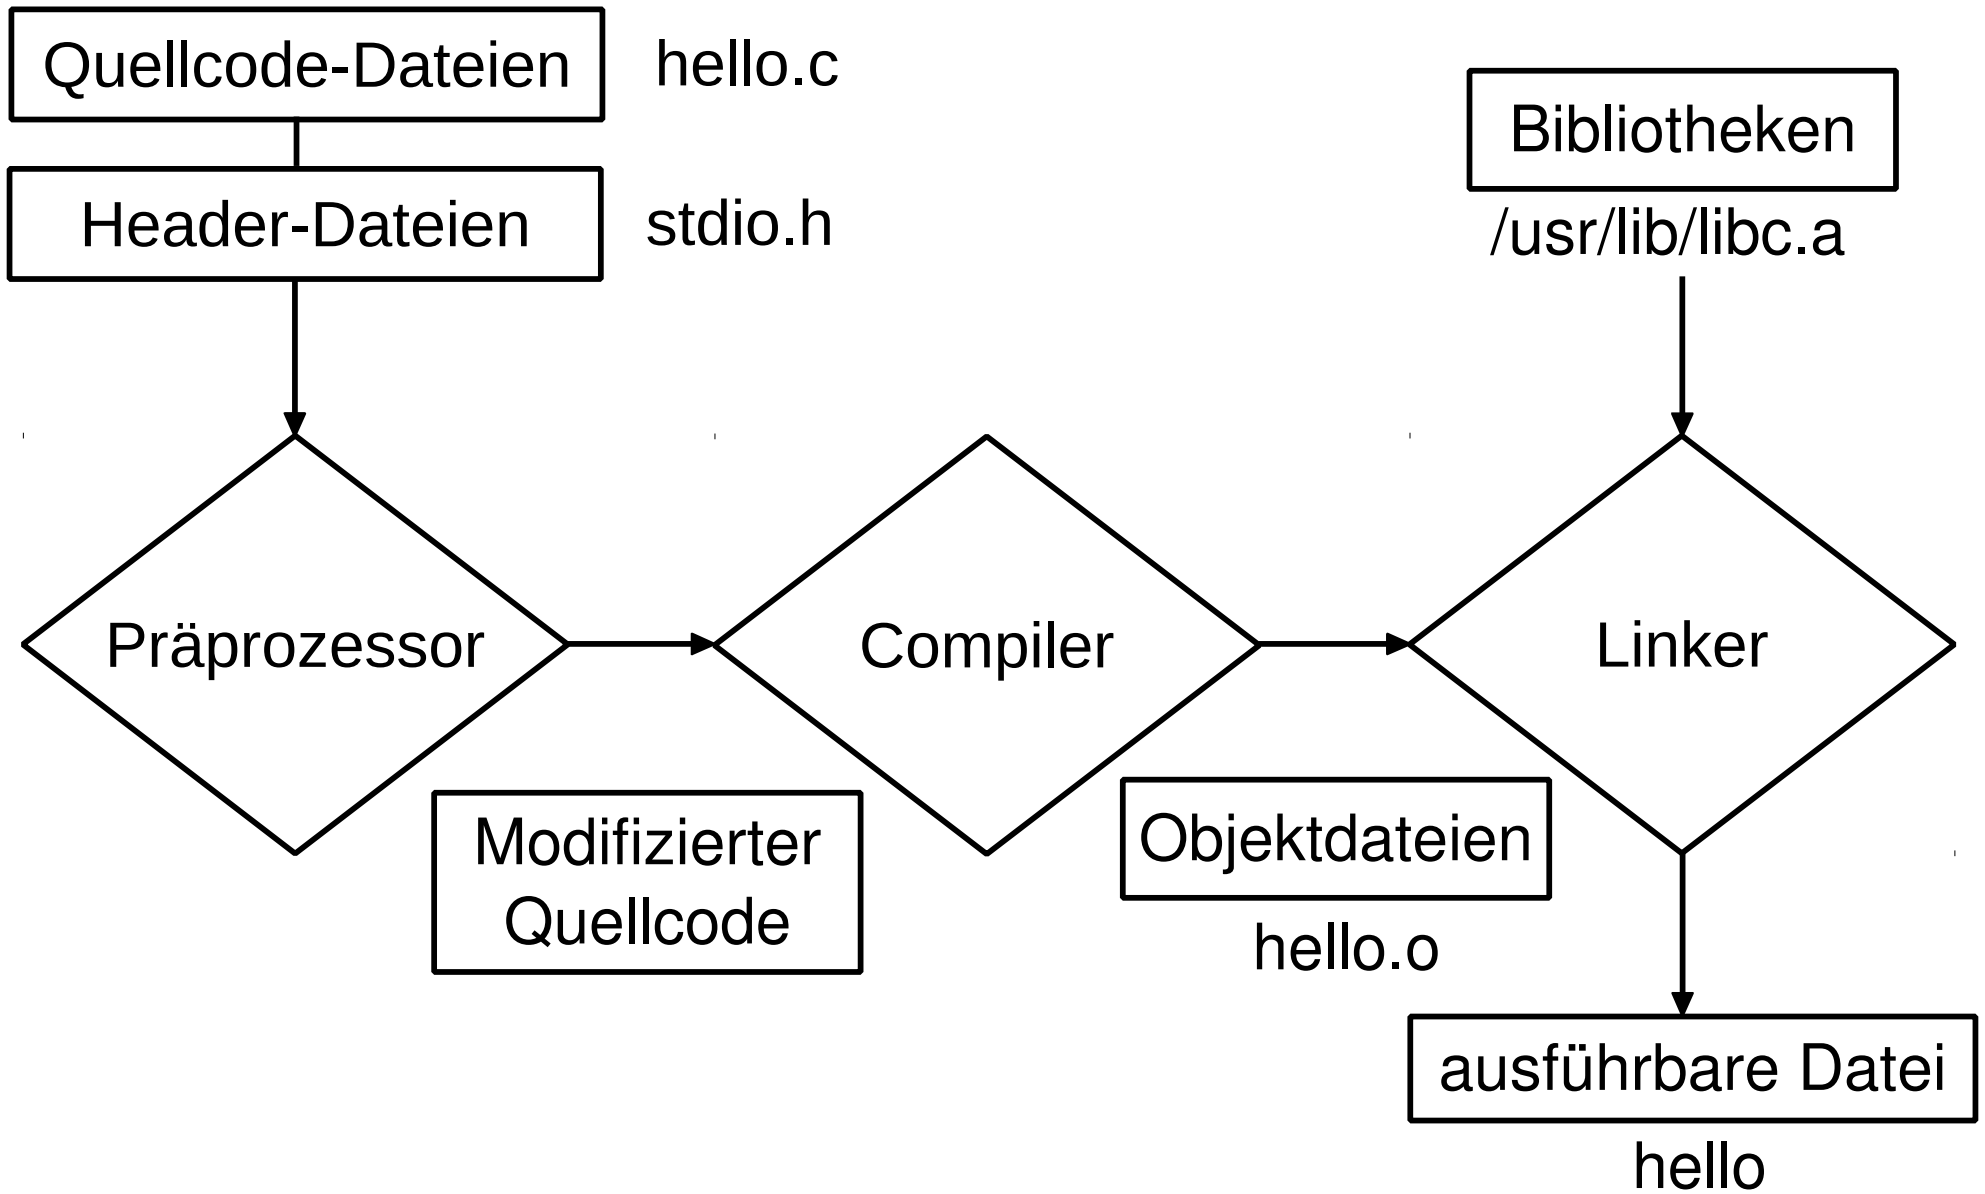 Quellcode-Dateien
hello.c
Header-Dateien
stdio.h
Bibliotheken
/usr/lib/libc.a
Präprozessor
Compiler
Linker
Modifizierter
Quellcode
Objektdateien
hello.o
ausführbare Datei
hello